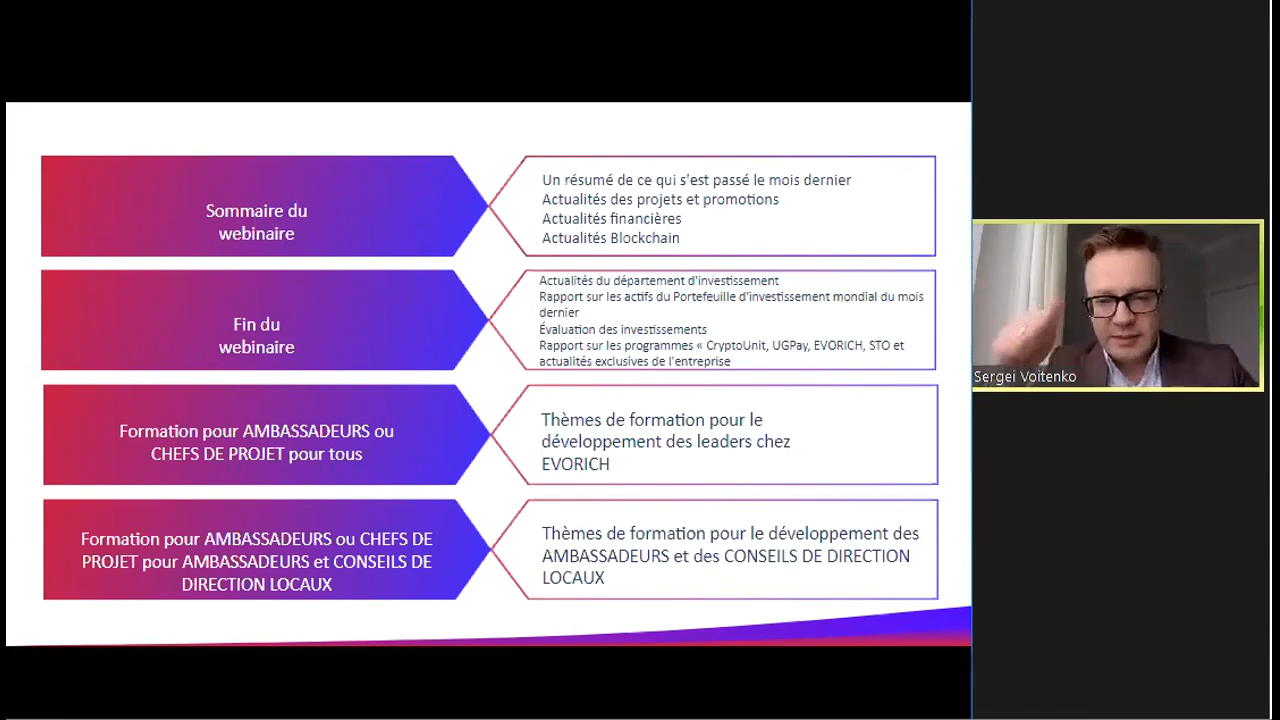 Sommaire du
webinaire
Un résumé de ce qui s'est passé le mois dernier
Actualités des projets et promotions
Actualités financières
Actualités Blockchain
Fin du
webinaire
Actualités du département d'investissement
Rapport sur les actifs du Portefeuille d'investissement mondial du mois
dernier
Évaluation des investissements
Rapport sur les programmes « CryptoUnit, UGPay, EVORICH, STO et
actualités exclusives de l'entreprise
Formation pour AMBASSADEURS ou
CHEFS DE PROJET pour tous
Thèmes de formation pour le
développement des leaders chez
EVORICH
Formation pour AMBASSADEURS ou CHEFS DE
PROJET pour AMBASSADEURS et CONSEILS DE
DIRECTION LOCAUX
Thèmes de formation pour le développement des
AMBASSADEURS et des CONSEILS DE DIRECTION
LOCAUX
Sergei Voitenko